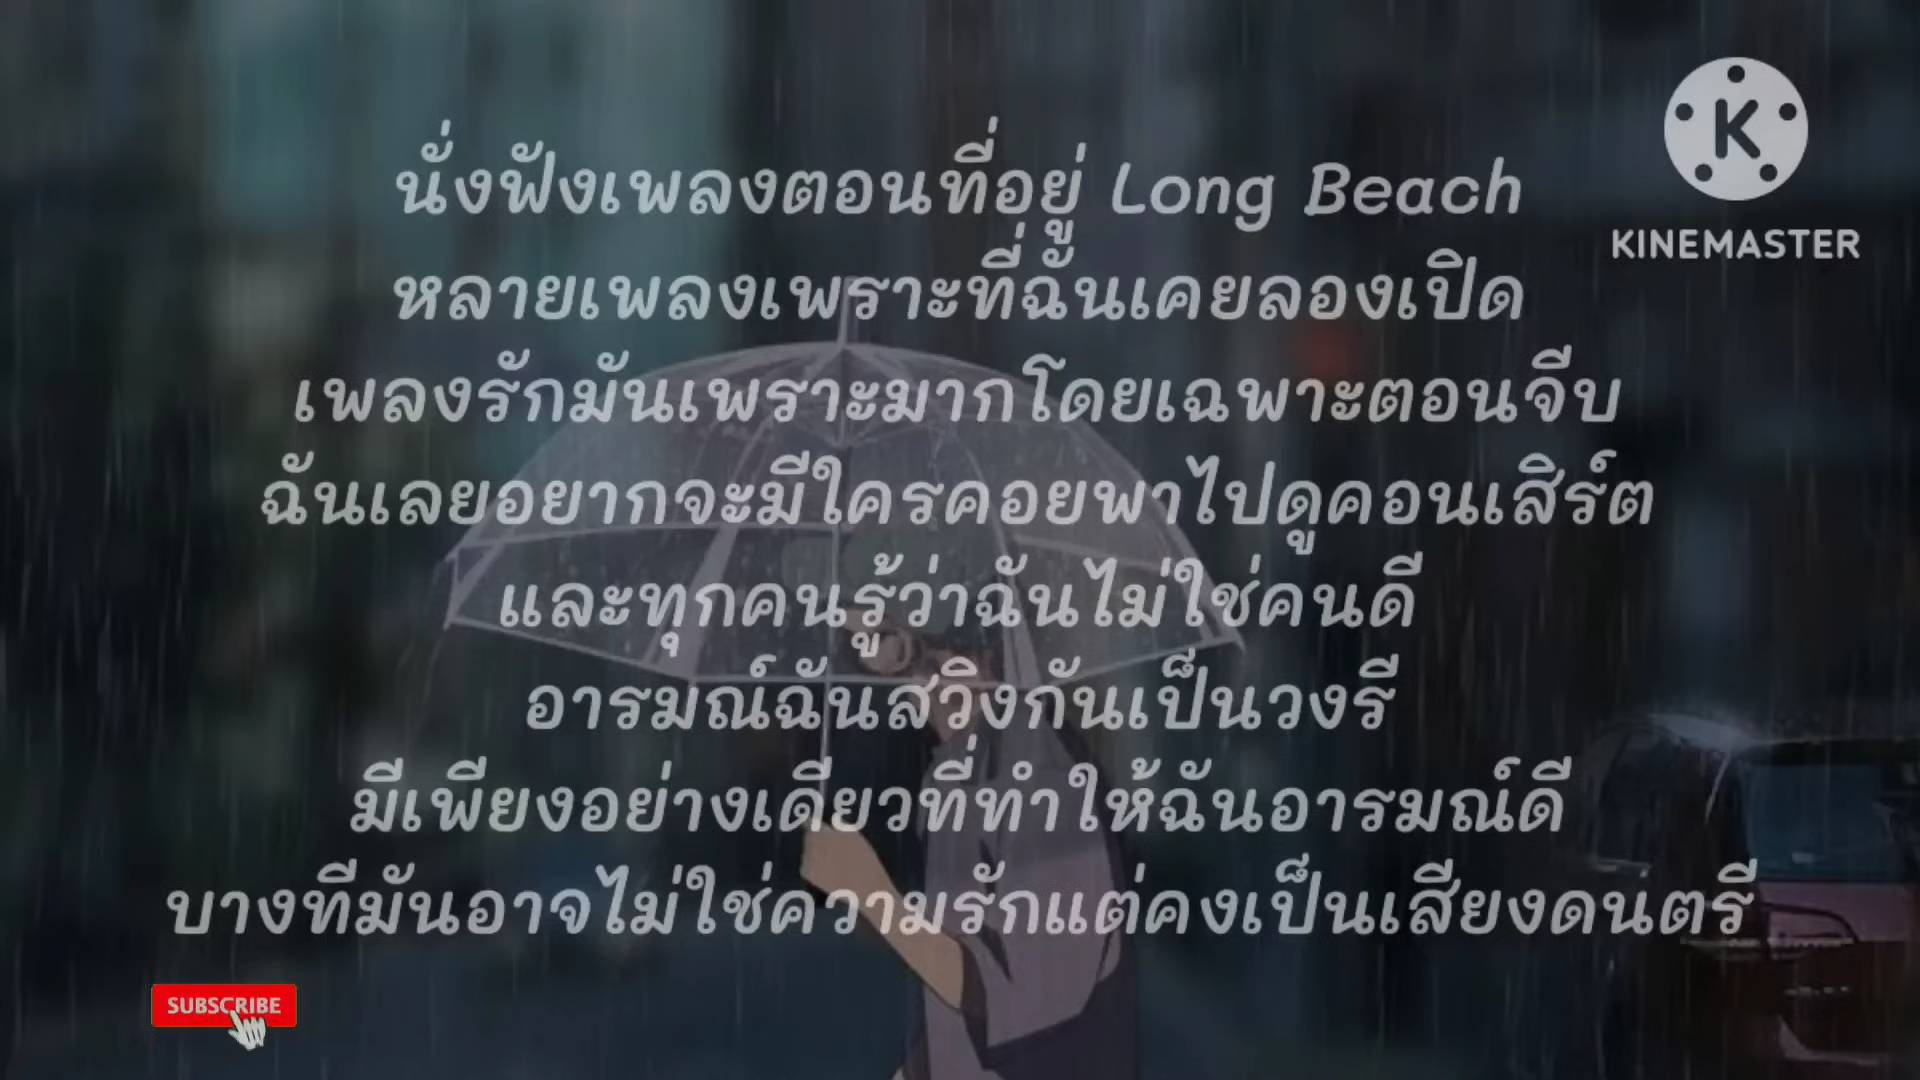 นั่งฟังเพลงตอนที่อยู่ Long Beach
หลายเพลงเพราะที่ฉันเคยลองเปิด
เพลงรักมันเพราะมากโดยเฉพาะตอนจีบ
ฉันเลยอยากจะมีใครคอยพาไปดูคอนเสิร์ต
และทุกคนรู้ว่าฉันไม่ใช่คนดี
อารมณ์ฉันสวิงกันเป็นวงรี
มีเพียงอย่างเดียวที่ทำให้ฉันอารมณ์ดี
บางทีมันอาจไม่ใช่ความรักแต่คงเป็นเสียงดนตรี
K
KINEMASTER
SUBSCRIBE